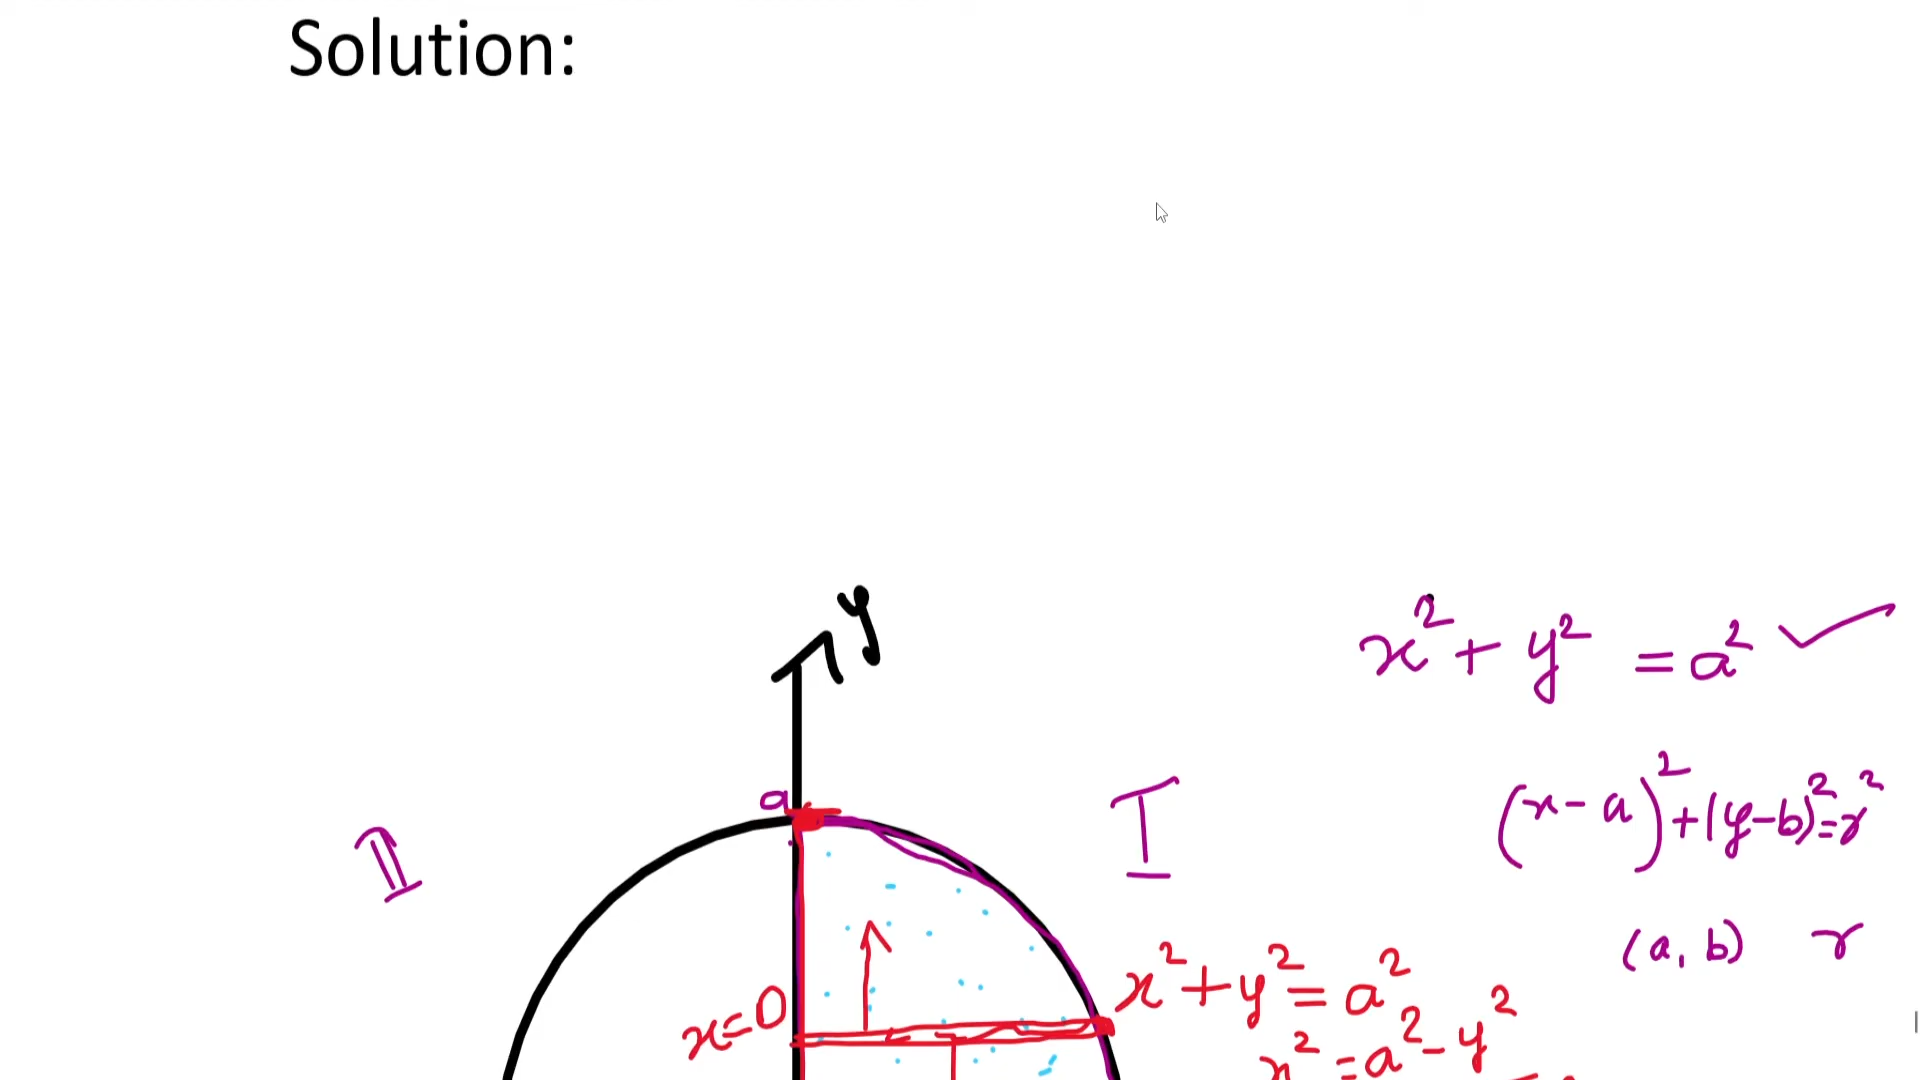 Solution:
y
x² + y² = a²
(x - a)² + (y - b)² = r²
a
I
II
(a, b) r
x² + y² = a²
x = 0
x² = a² - y²